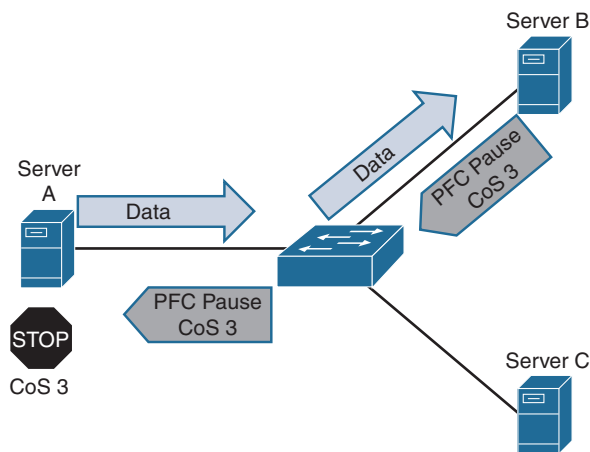 Server B
Server
A
Data
Data
PFC Pause
CoS 3
PFC Pause
CoS 3
STOP
CoS 3
Server C